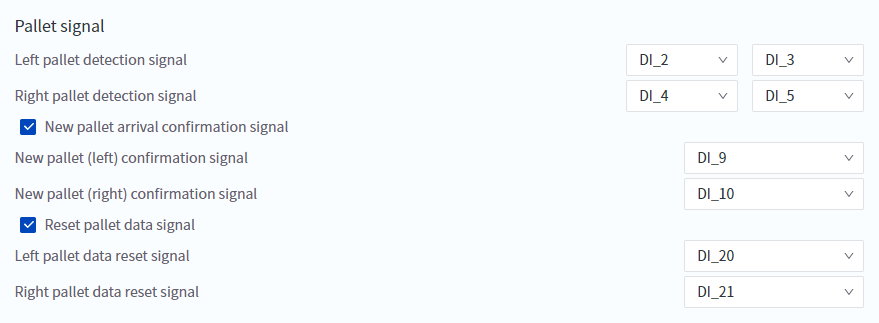 Pallet signal
Left pallet detection signal DI_2 DI_3
Right pallet detection signal DI_4 DI_5
New pallet arrival confirmation signal
New pallet (left) confirmation signal DI_9
New pallet (right) confirmation signal DI_10
Reset pallet data signal
Left pallet data reset signal DI_20
Right pallet data reset signal DI_21